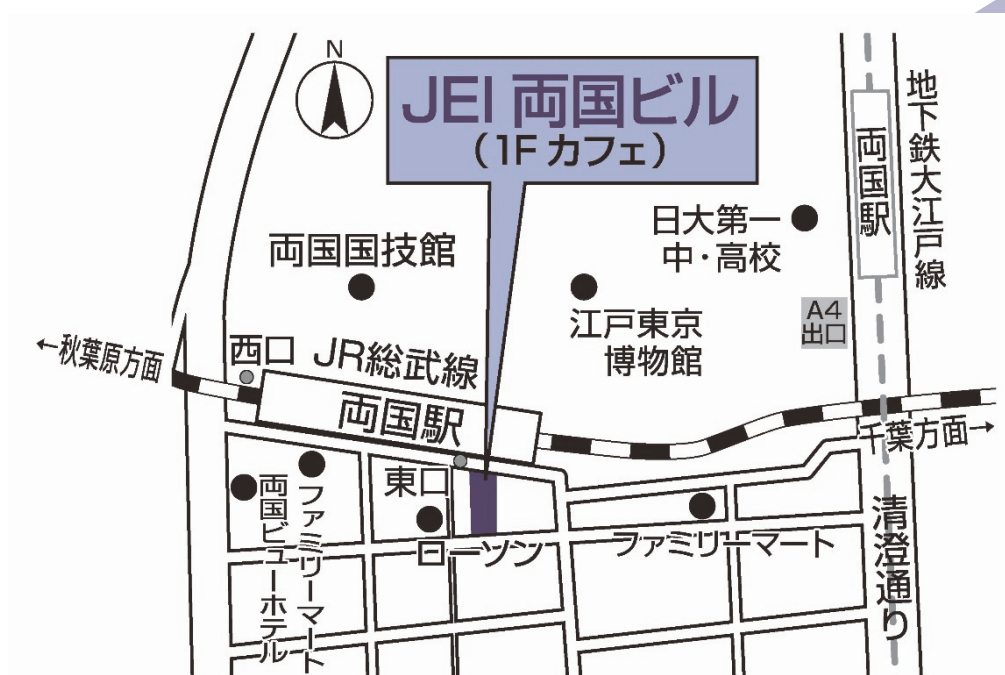 N
JEI 両国ビル
（1F カフェ）
地下鉄大江戸線
両国駅
日大第一
中・高校
両国国技館
江戸東京
博物館
A4
出口
←秋葉原方面
西口
JR総武線
両国駅
千葉方面→
東口
両国ビューホテル
ファミリーマート
ローソン
ファミリーマート
清澄通り